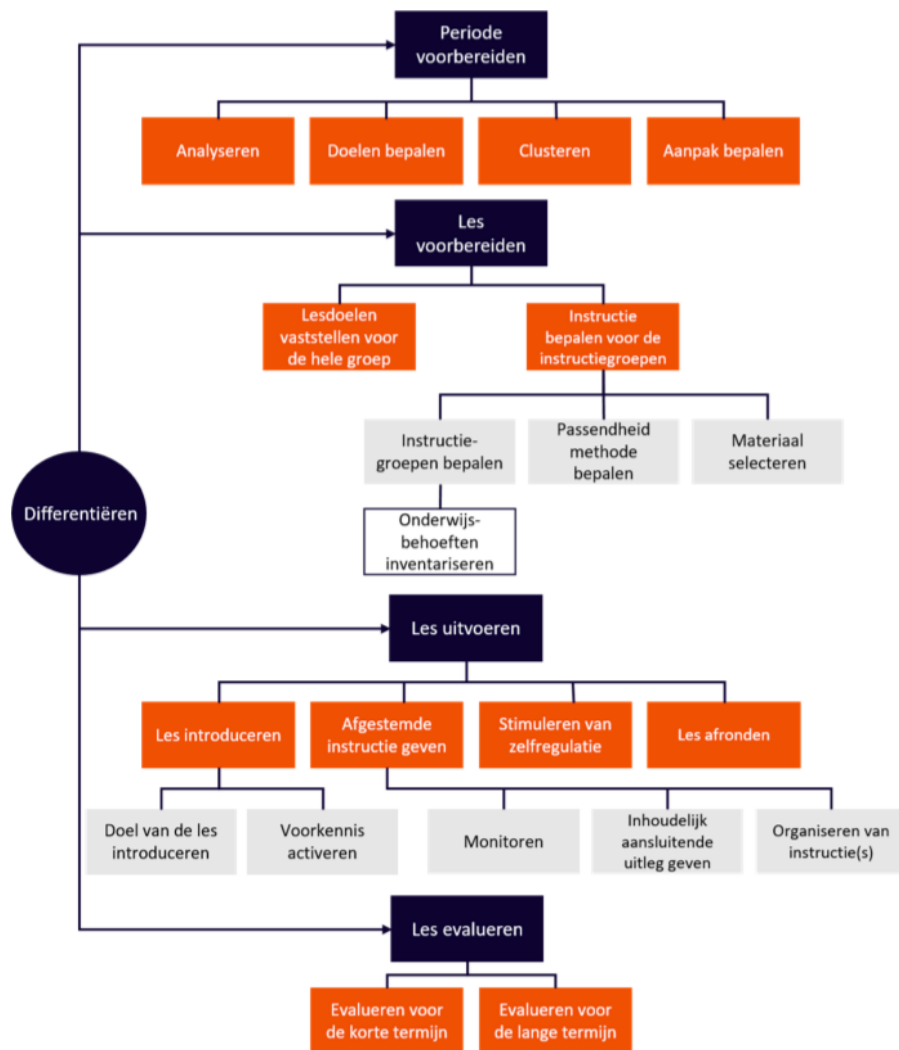 Periode
voorbereiden
Analyseren
Doelen bepalen
Clusteren
Aanpak bepalen
Les
voorbereiden
Lesdoelen
vaststellen voor
de hele groep
Instructie
bepalen voor de
instructiegroepen
Instructie-
groepen bepalen
Passendheid
methode
bepalen
Materiaal
selecteren
Differentiëren
Onderwijs-
behoeften
inventariseren
Les uitvoeren
Les introduceren
Afgestemde
instructie geven
Stimuleren van
zelfregulatie
Les afronden
Doel van de les
introduceren
Voorkennis
activeren
Monitoren
Inhoudelijk
aansluitende
uitleg geven
Organiseren van
instructie(s)
Les evalueren
Evalueren voor
de korte termijn
Evalueren voor
de lange termijn